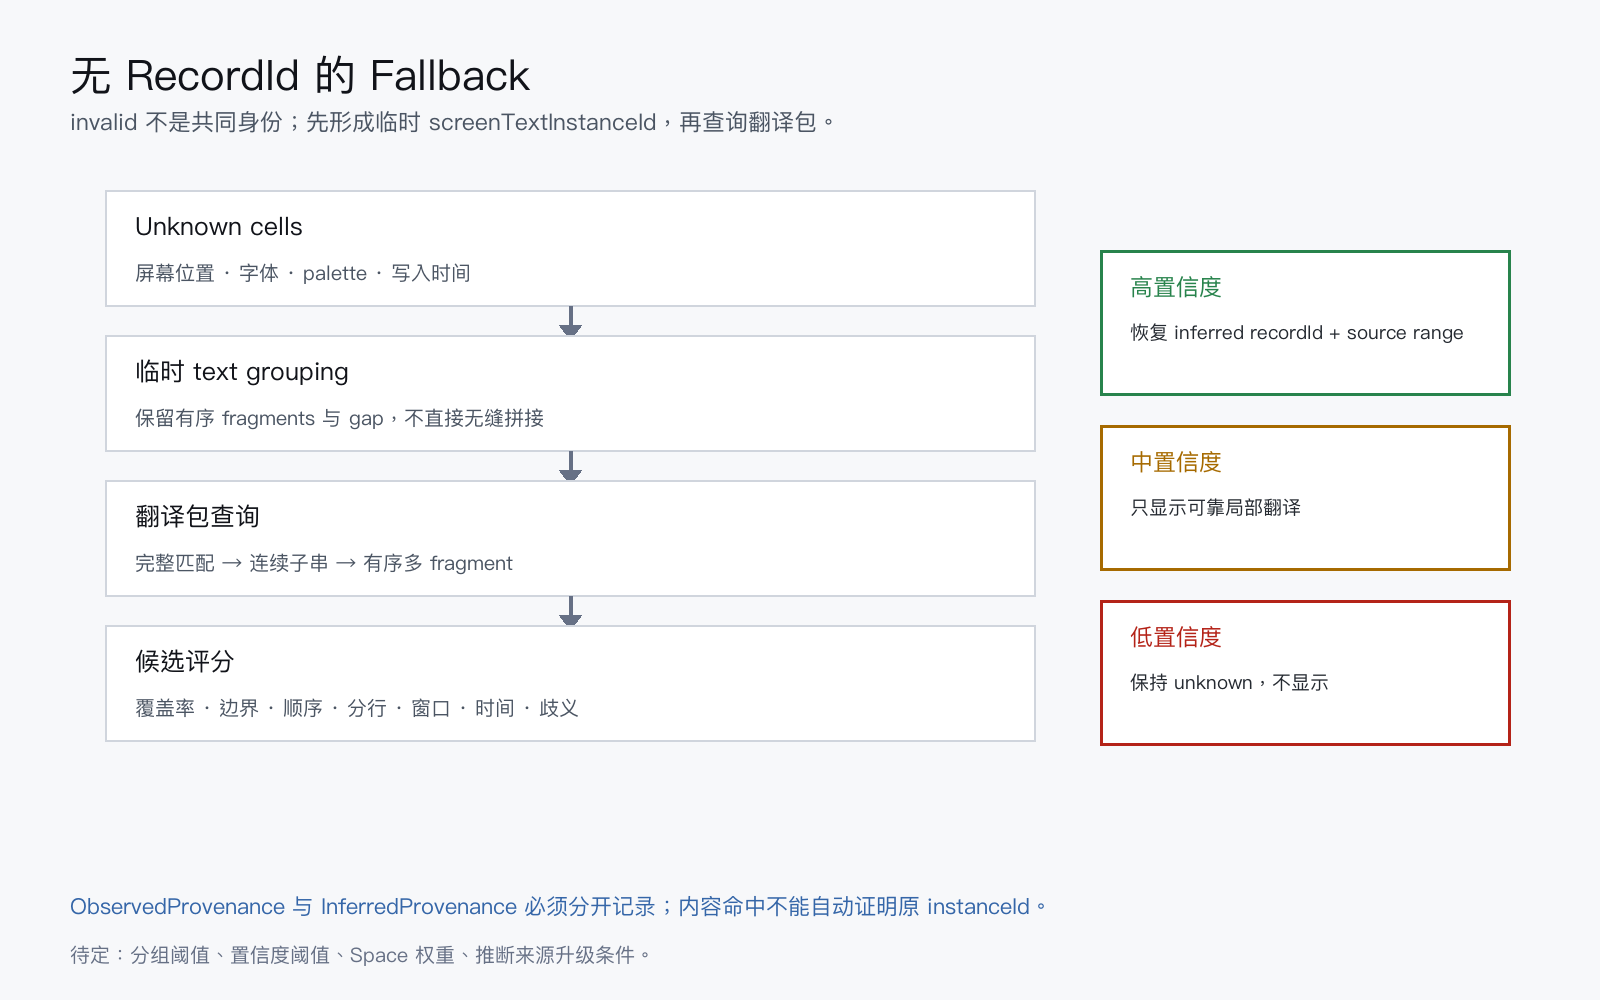 无 RecordId 的 Fallback
invalid 不是共同身份；先形成临时 screenTextInstanceId，再查询翻译包。
Unknown cells
屏幕位置 · 字体 · palette · 写入时间
临时 text grouping
保留有序 fragments 与 gap，不直接无缝拼接
翻译包查询
完整匹配 → 连续子串 → 有序多 fragment
候选评分
覆盖率 · 边界 · 顺序 · 分行 · 窗口 · 时间 · 歧义
高置信度
恢复 inferred recordId + source range
中置信度
只显示可靠局部翻译
低置信度
保持 unknown，不显示
ObservedProvenance 与 InferredProvenance 必须分开记录；内容命中不能自动证明原 instanceId。
待定：分组阈值、置信度阈值、Space 权重、推断来源升级条件。